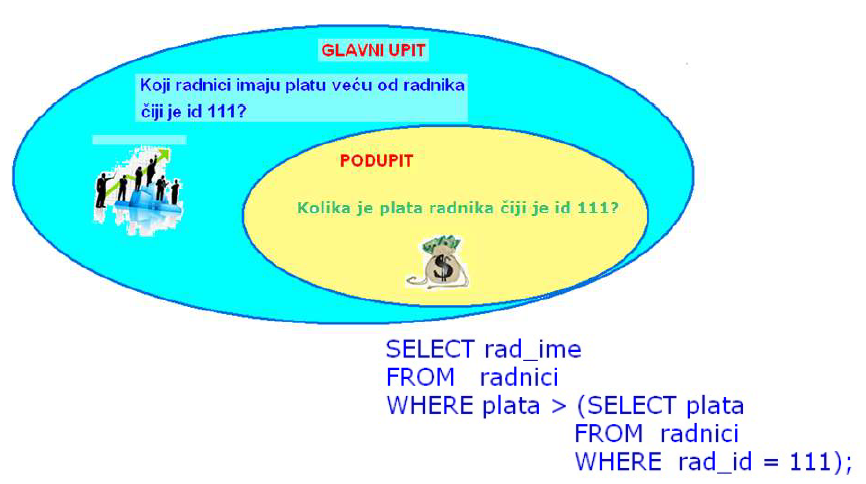 GLAVNI UPIT
Koji radnici imaju platu veću od radnika
čiji je id 111?
PODUPIT
Kolika je plata radnika čiji je id 111?
$
SELECT rad_ime
FROM radnici
WHERE plata > (SELECT plata
FROM radnici
WHERE rad_id = 111);